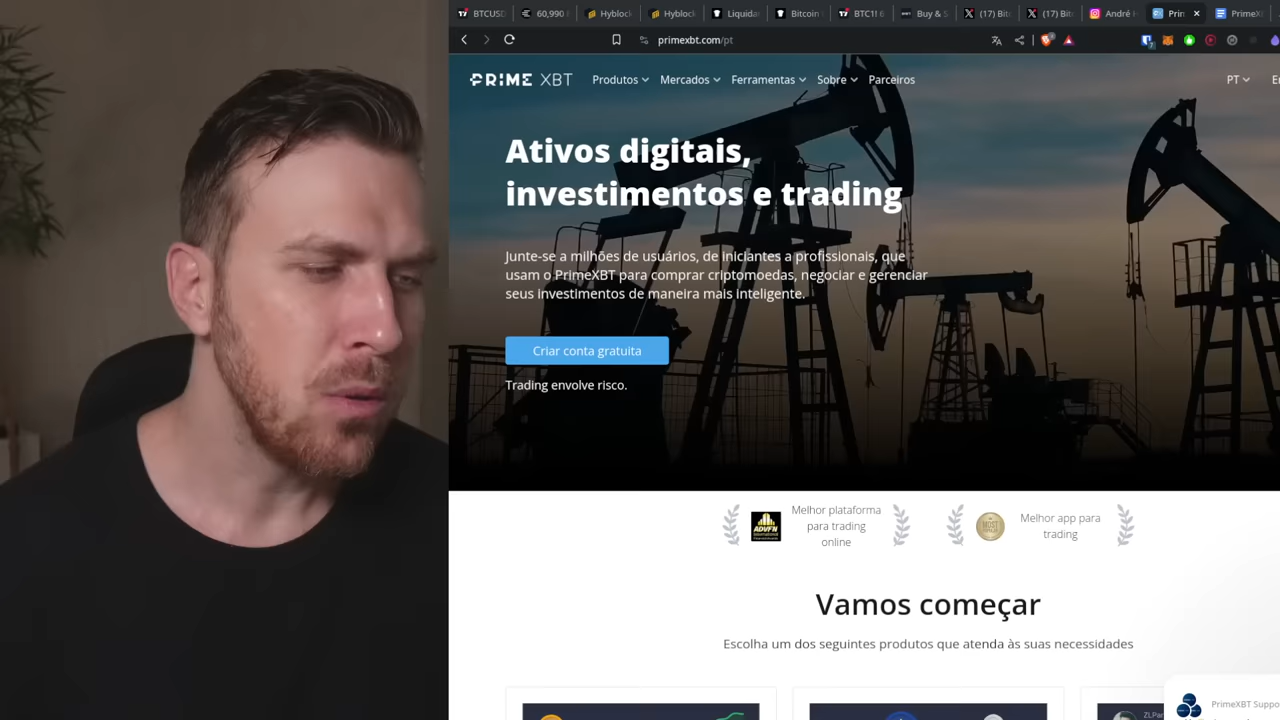 BTCUSD
60,990
Hyblock
Hyblock
Liquida
Bitcoin
BTC1! 6
Buy & S
(17) Bit
(17) Bit
André
Prim
PrimeX
primexbt.com/pt
PRIME XBT
Produtos
Mercados
Ferramentas
Sobre
Parceiros
PT
Ativos digitais,
investimentos e trading
Junte-se a milhões de usuários, de iniciantes a profissionais, que
usam o PrimeXBT para comprar criptomoedas, negociar e gerenciar
seus investimentos de maneira mais inteligente.
Criar conta gratuita
Trading envolve risco.
ADVFN
Melhor plataforma
para trading
online
Melhor app para
trading
Vamos começar
Escolha um dos seguintes produtos que atenda às suas necessidades
PrimeXBT Suppo